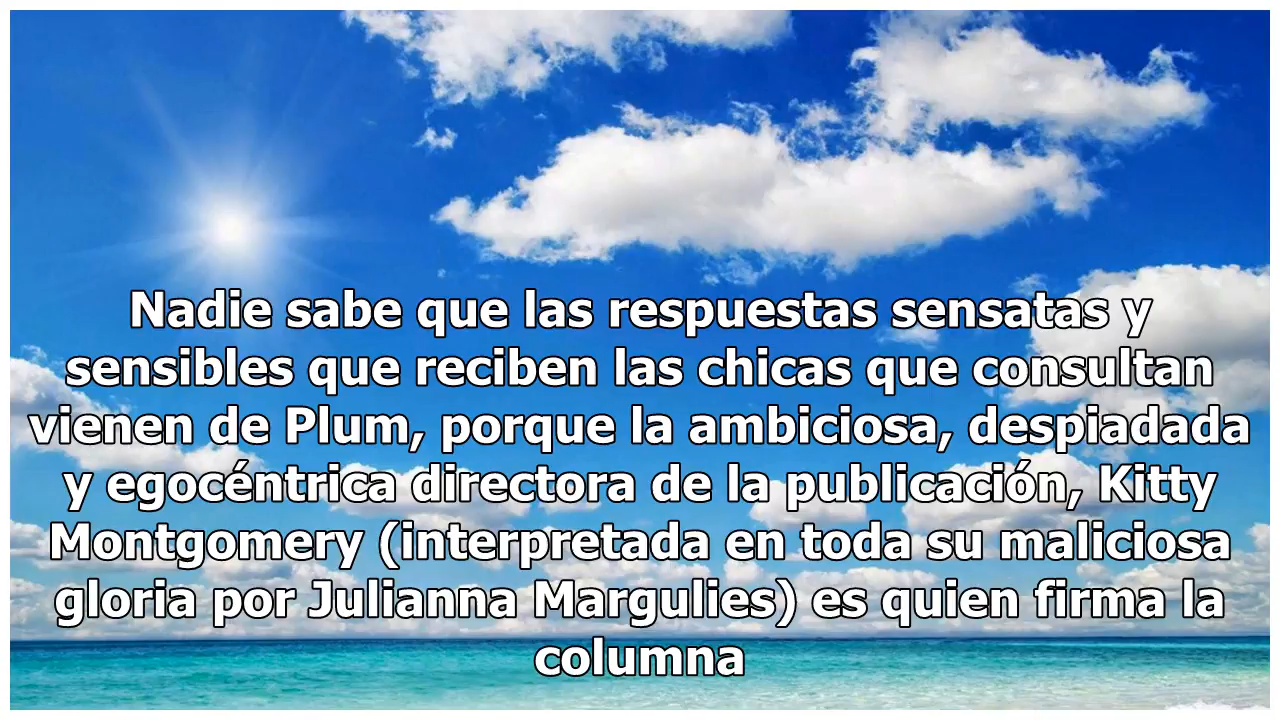 Nadie sabe que las respuestas sensatas y
sensibles que reciben las chicas que consultan
vienen de Plum, porque la ambiciosa, despiadada
y egocéntrica directora de la publicación, Kitty
Montgomery (interpretada en toda su maliciosa
gloria por Julianna Margulies) es quien firma la
columna